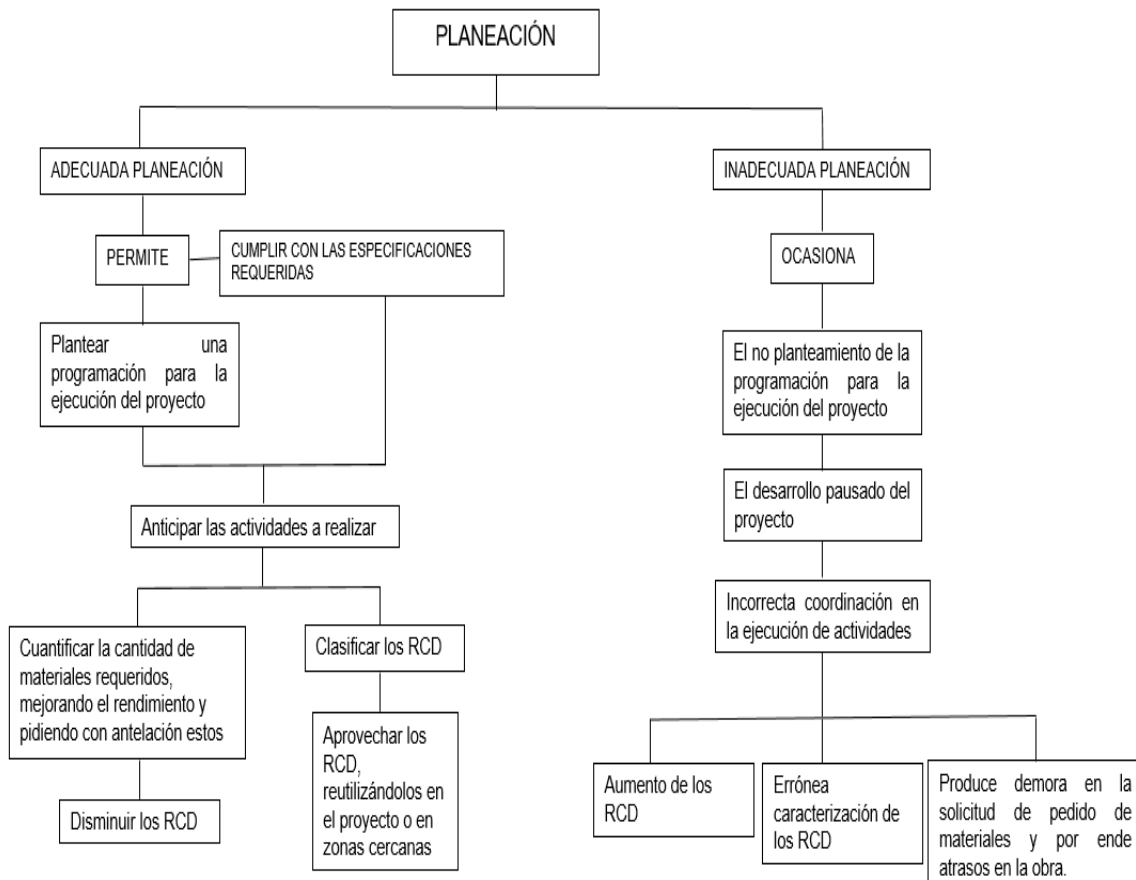 PLANEACIÓN
ADECUADA PLANEACIÓN
INADECUADA PLANEACIÓN
PERMITE
CUMPLIR CON LAS ESPECIFICACIONES
REQUERIDAS
OCASIONA
Plantear una
programación para la
ejecución del proyecto
El no planteamiento de la
programación para la
ejecución del proyecto
El desarrollo pausado del
proyecto
Anticipar las actividades a realizar
Incorrecta coordinación en
la ejecución de actividades
Cuantificar la cantidad de
materiales requeridos,
mejorando el rendimiento y
pidiendo con antelación estos
Clasificar los RCD
Disminuir los RCD
Aprovechar los
RCD,
reutilizándolos en
el proyecto o en
zonas cercanas
Aumento de los
RCD
Errónea
caracterización de
los RCD
Produce demora en la
solicitud de pedido de
materiales y por ende
atrasos en la obra.